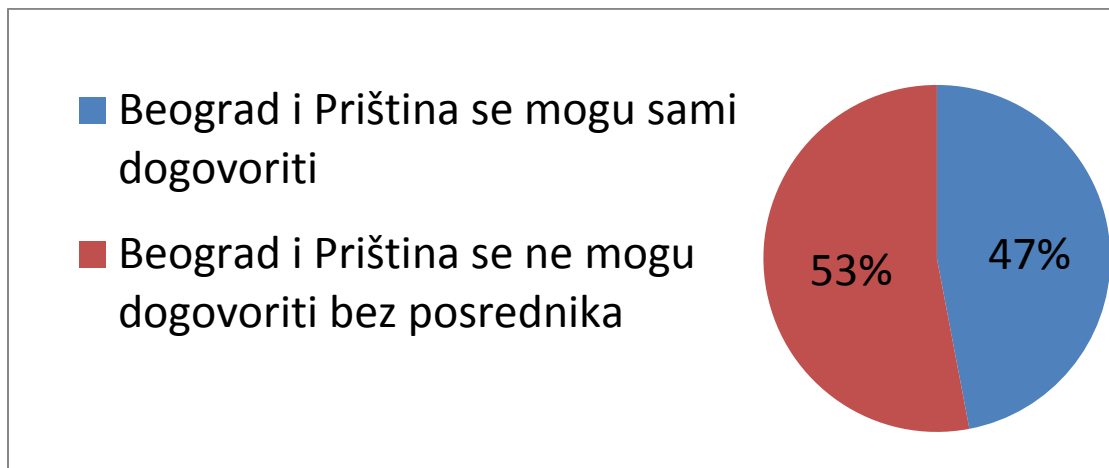 Beograd i Priština se mogu sami
dogovoriti
Beograd i Priština se ne mogu
dogovoriti bez posrednika
53%
47%